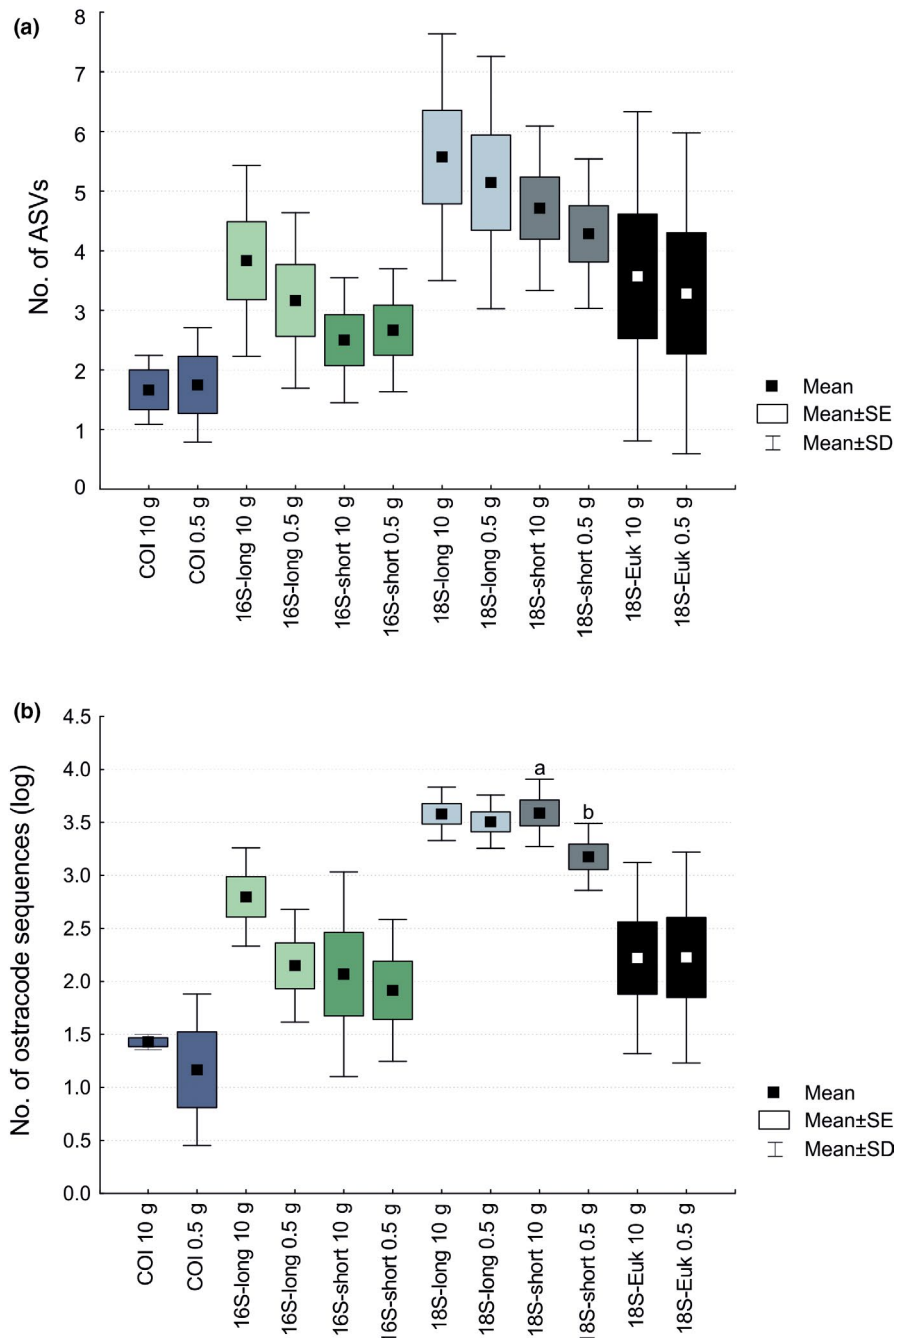 (a)
8
7
6
5
4
3
2
1
0
No. of ASVs
COI 10 g
COI 0.5 g
16S-long 10 g
16S-long 0.5 g
16S-short 10 g
16S-short 0.5 g
18S-long 10 g
18S-long 0.5 g
18S-short 10 g
18S-short 0.5 g
18S-Euk 10 g
18S-Euk 0.5 g
Mean
Mean±SE
Mean±SD
(b)
4.5
4.0
3.5
3.0
2.5
2.0
1.5
1.0
0.5
0.0
No. of ostracode sequences (log)
a
b
COI 10 g
COI 0.5 g
16S-long 10 g
16S-long 0.5 g
16S-short 10 g
16S-short 0.5 g
18S-long 10 g
18S-long 0.5 g
18S-short 10 g
18S-short 0.5 g
18S-Euk 10 g
18S-Euk 0.5 g
Mean
Mean±SE
Mean±SD